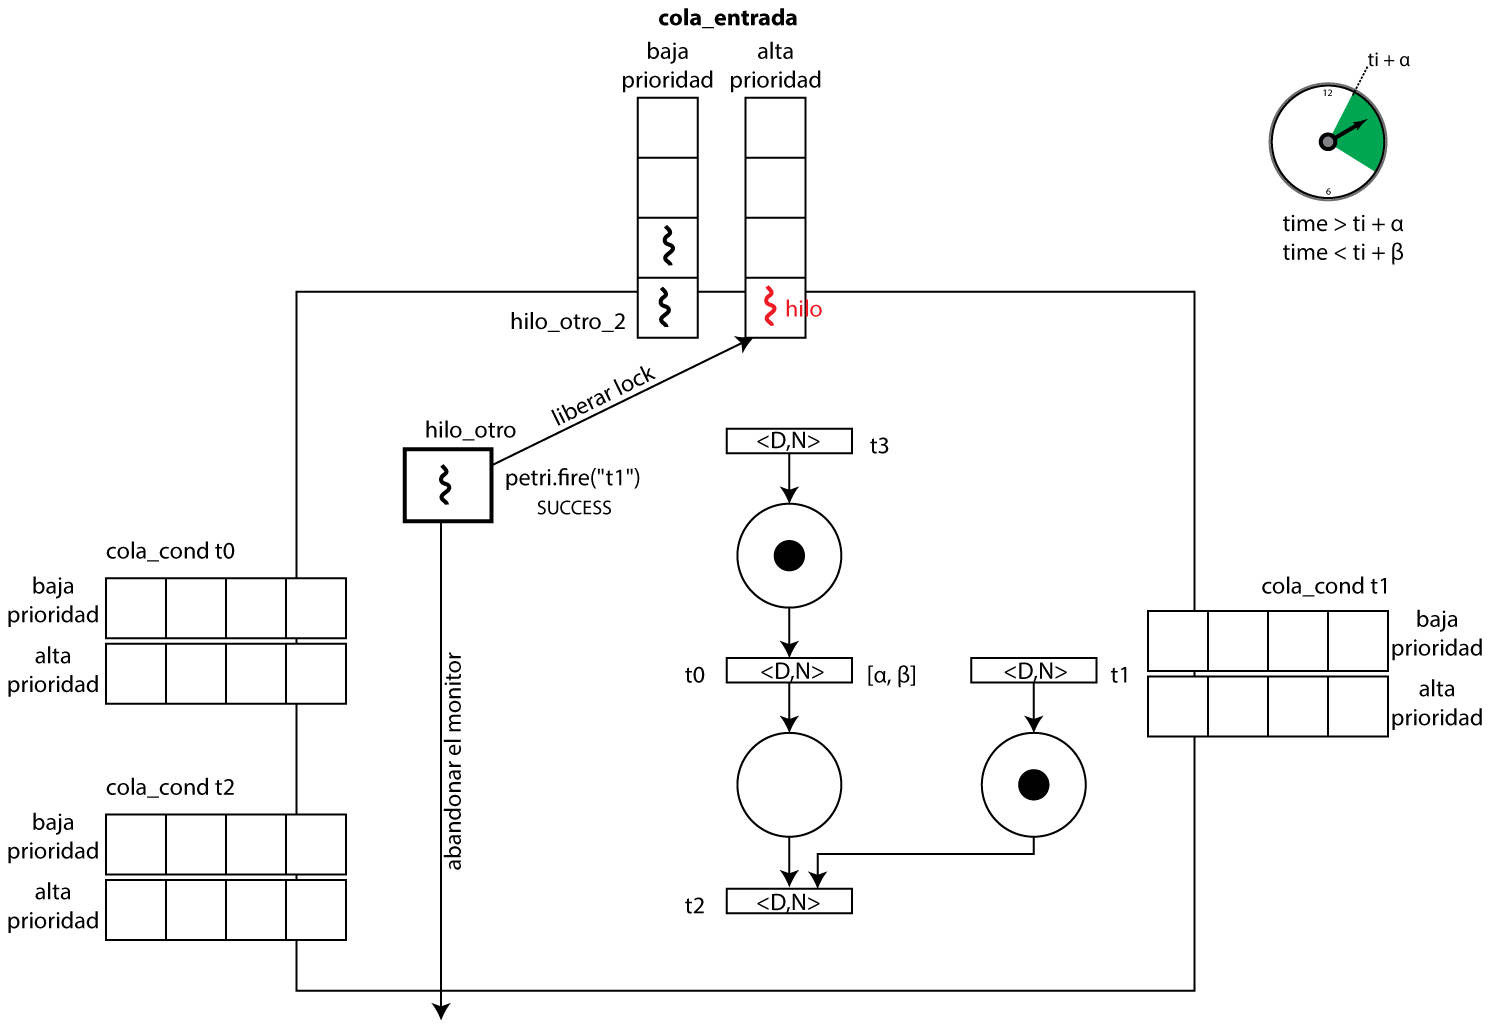 cola_entrada
baja
prioridad
alta
prioridad
ti + α
12
6
time > ti + α
time < ti + β
hilo_otro_2
hilo
liberar lock
hilo_otro
petri.fire("t1")
SUCCESS
<D,N>
t3
cola_cond t0
baja
prioridad
alta
prioridad
cola_cond t1
baja
prioridad
alta
prioridad
t0
<D,N>
[α, β]
<D,N>
t1
abandonar el monitor
cola_cond t2
baja
prioridad
alta
prioridad
t2
<D,N>